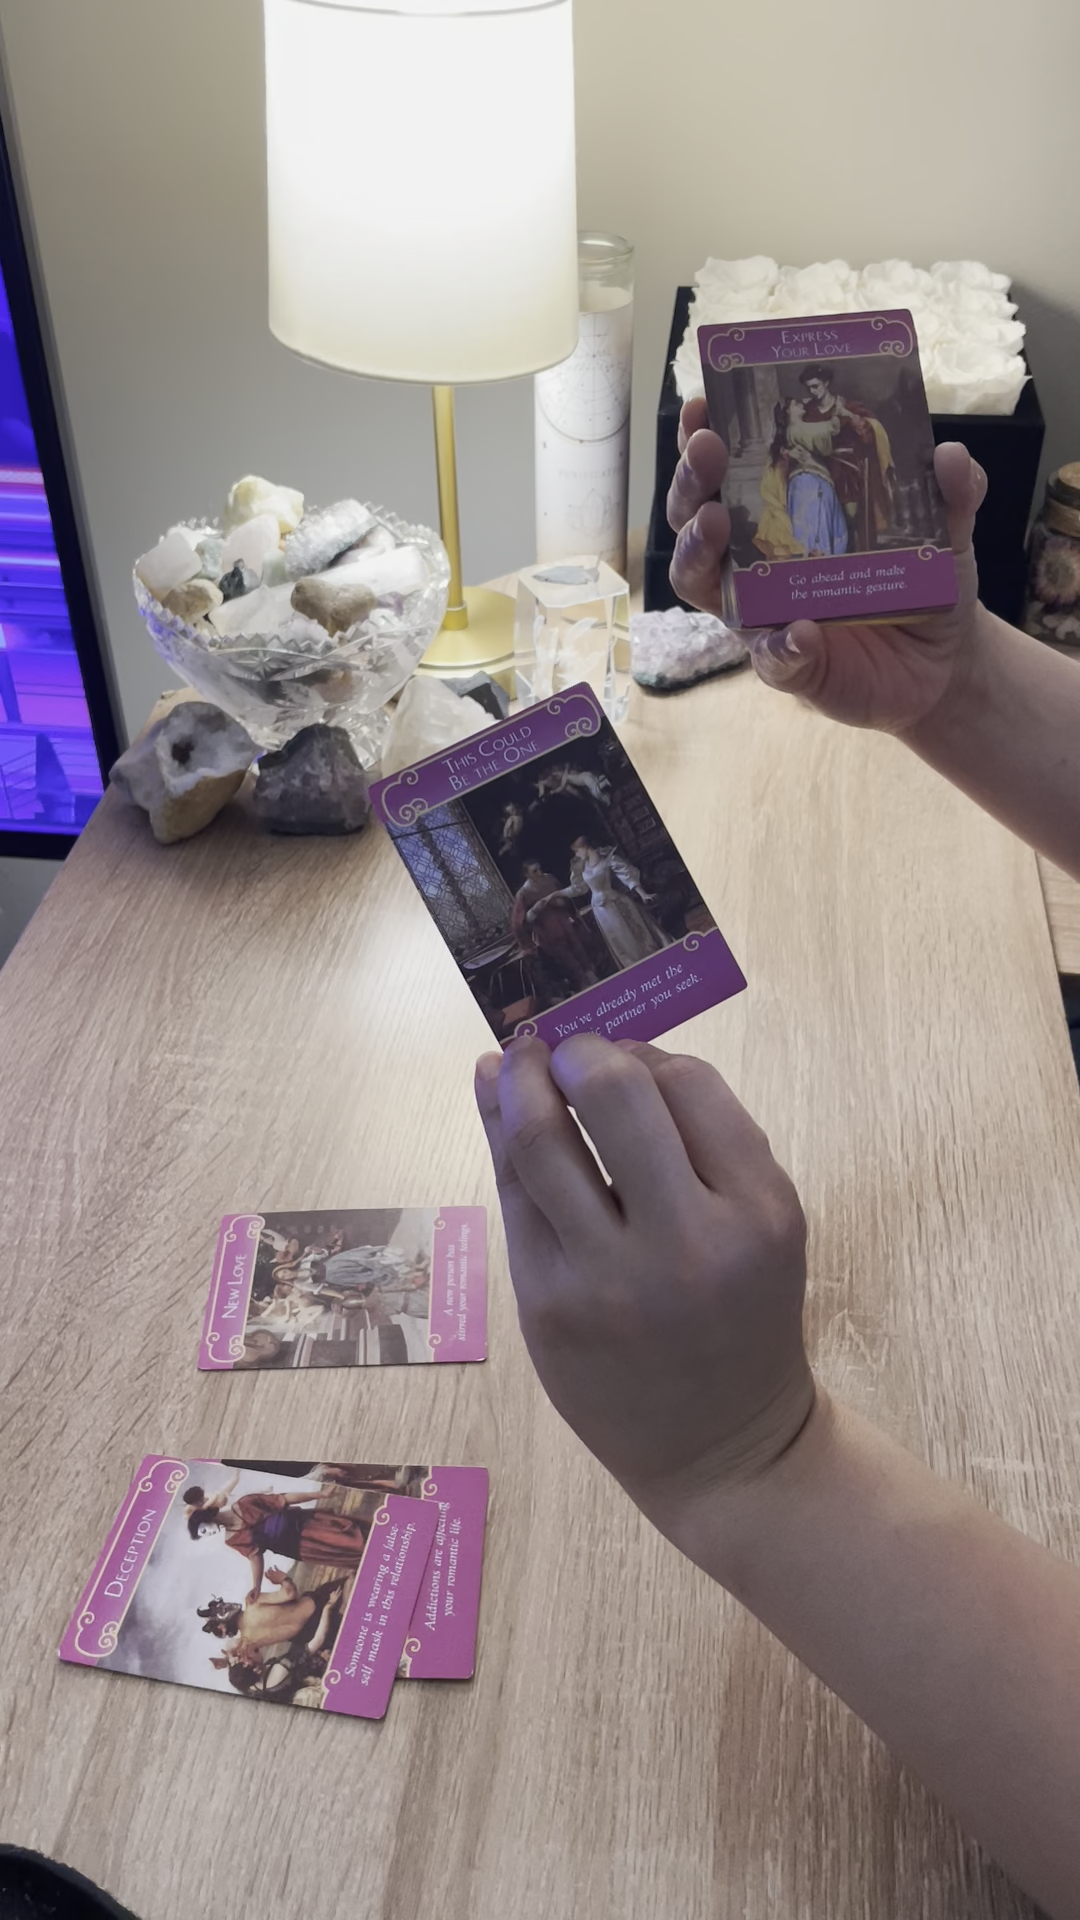 EXPRESS
YOUR LOVE
Go ahead and make
the romantic gesture.
THIS COULD
BE THE ONE
You've already met the
partner you seek.
NEW LOVE
A new person has
stirred your romantic feelings.
DECEPTION
Someone is wearing a false-
self mask in this relationship.
Addictions are affecting
your romantic life.